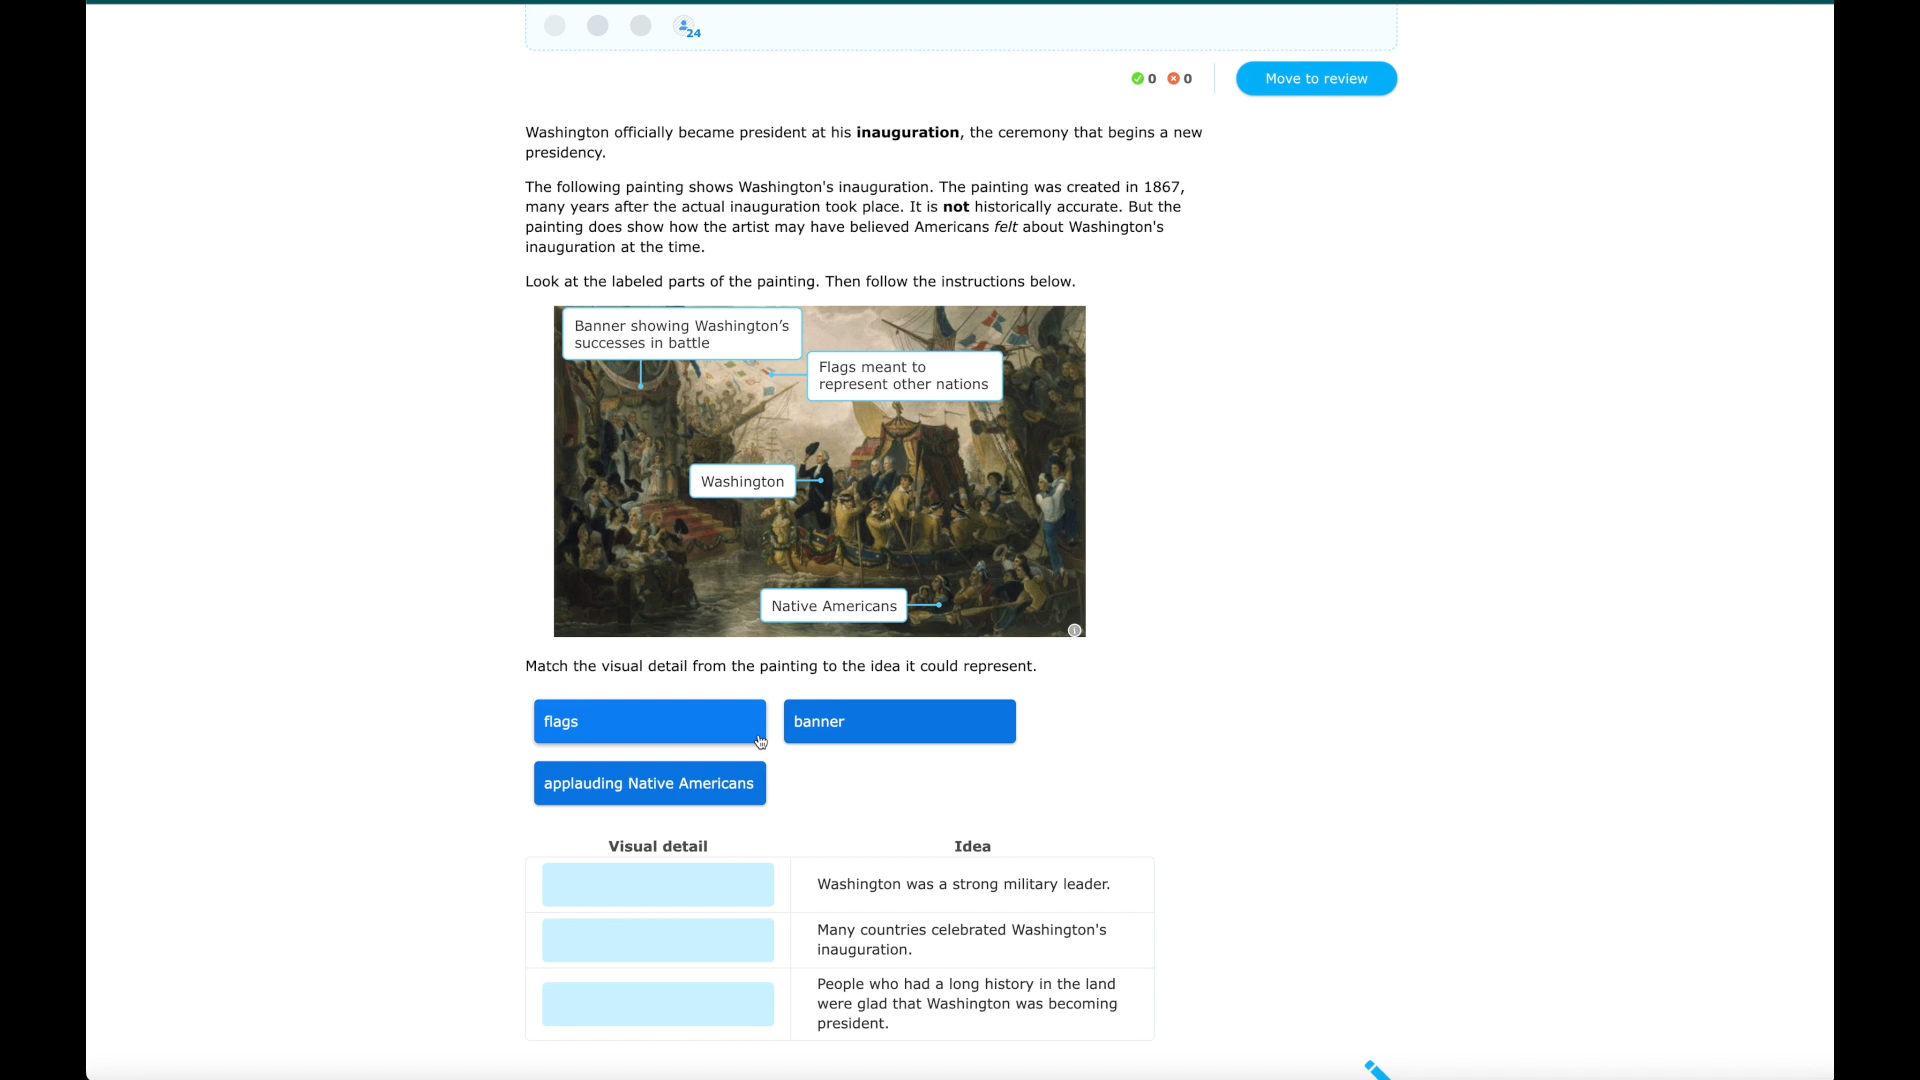 24
0 0 Move to review
Washington officially became president at his inauguration, the ceremony that begins a new
presidency.
The following painting shows Washington's inauguration. The painting was created in 1867,
many years after the actual inauguration took place. It is not historically accurate. But the
painting does show how the artist may have believed Americans felt about Washington's
inauguration at the time.
Look at the labeled parts of the painting. Then follow the instructions below.
Banner showing Washington’s
successes in battle
Flags meant to
represent other nations
Washington
Native Americans
Match the visual detail from the painting to the idea it could represent.
flags banner
applauding Native Americans
Visual detail Idea
Washington was a strong military leader.
Many countries celebrated Washington's
inauguration.
People who had a long history in the land
were glad that Washington was becoming
president.